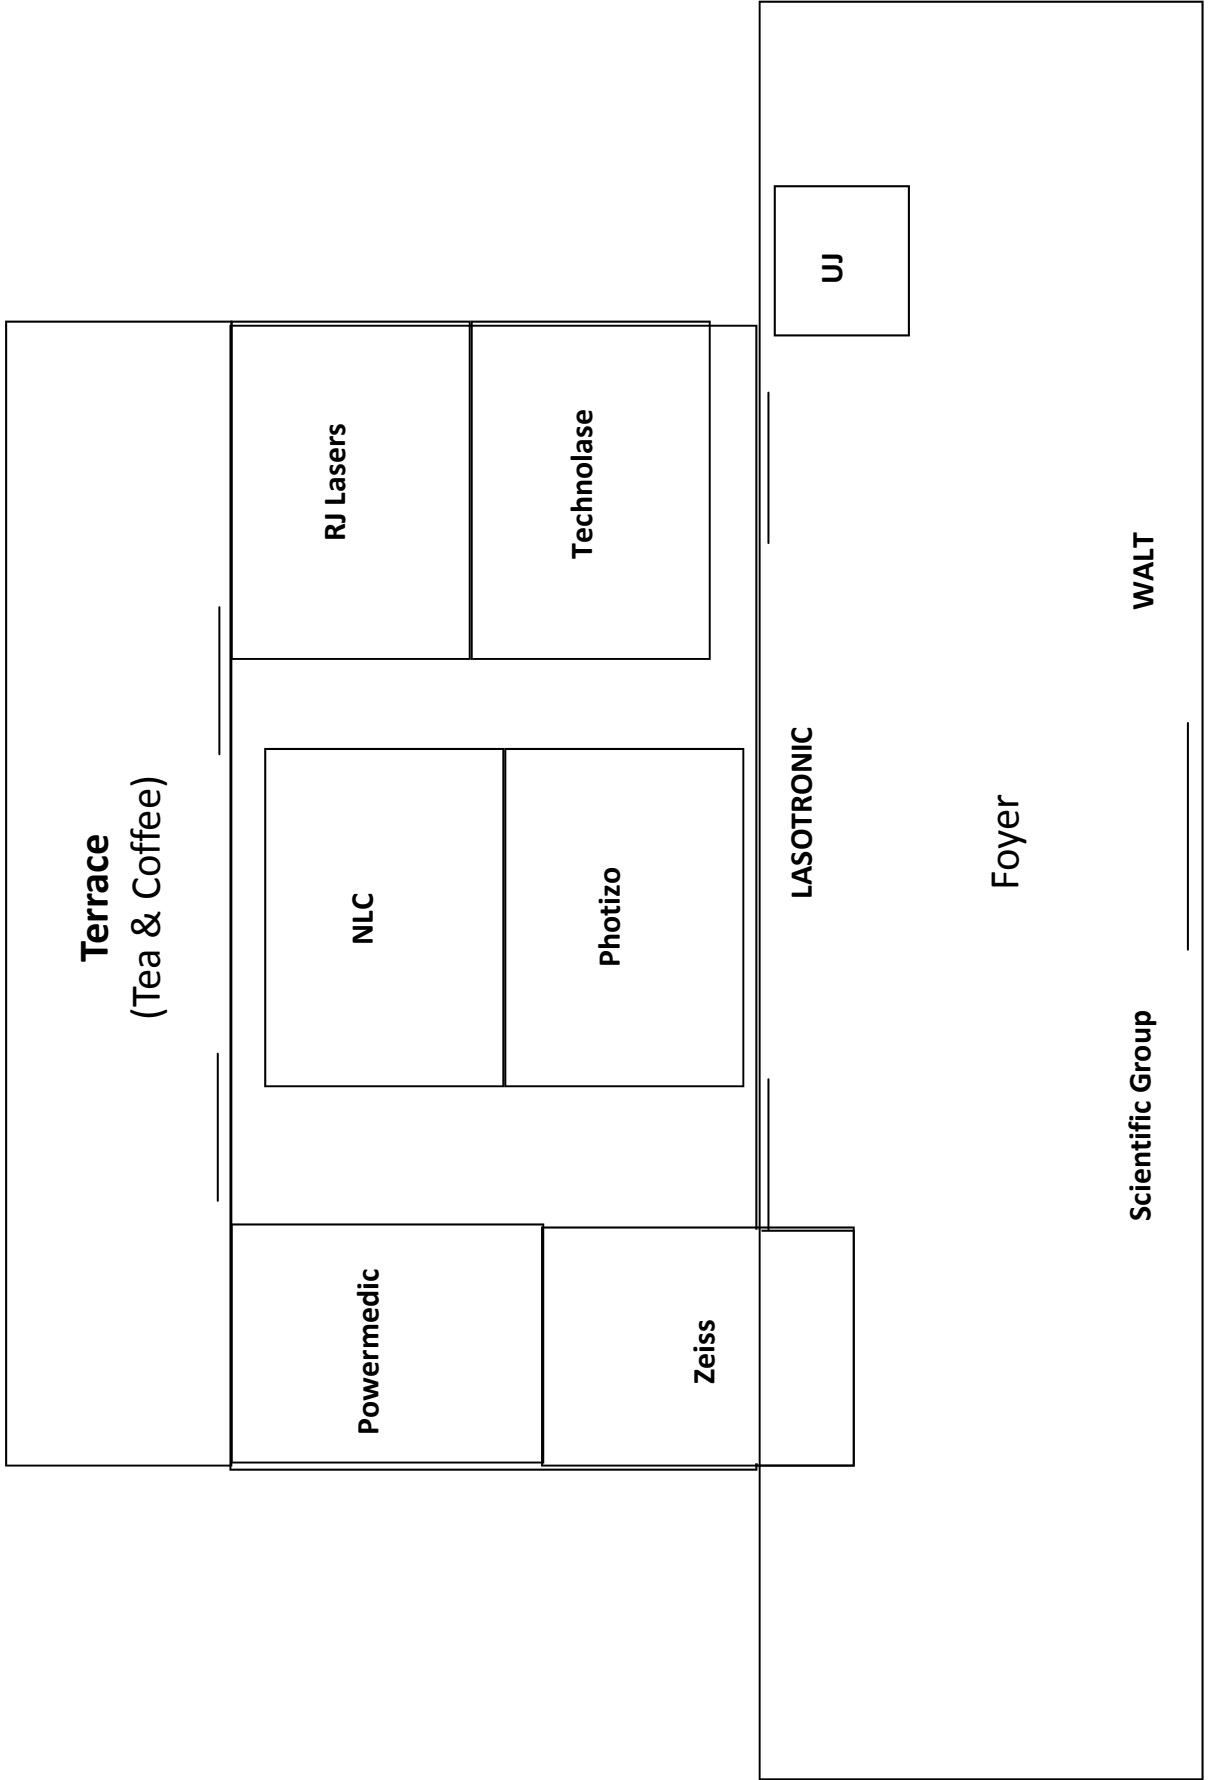 Terrace
(Tea & Coffee)
Powermedic
NLC
RJ Lasers
Zeiss
Photizo
Technolase
LASOTRONIC
UJ
Foyer
Scientific Group
WALT